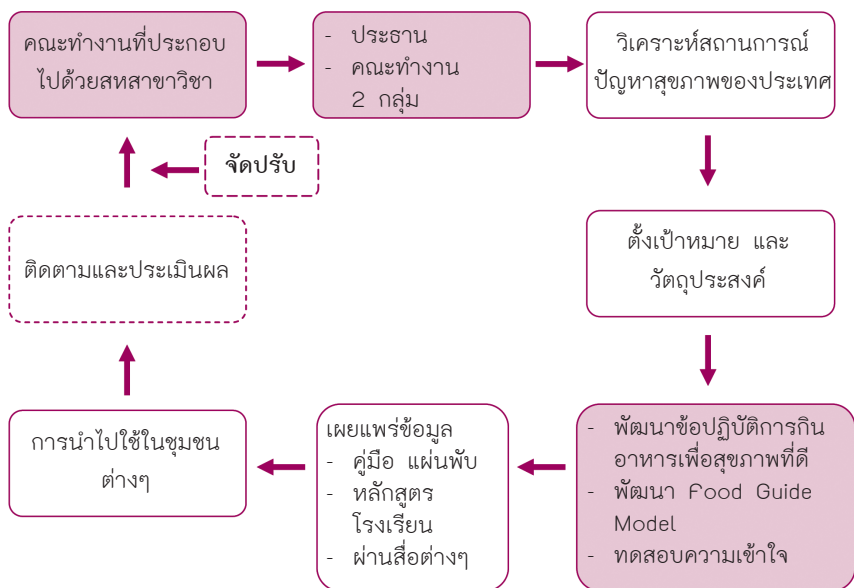 คณะทำงานที่ประกอบ
ไปด้วยสหสาขาวิชา
- ประธาน
- คณะทำงาน
2 กลุ่ม
วิเคราะห์สถานการณ์
ปัญหาสุขภาพของประเทศ
จัดปรับ
ตั้งเป้าหมาย และ
วัตถุประสงค์
ติดตามและประเมินผล
- พัฒนาข้อปฏิบัติการกิน
อาหารเพื่อสุขภาพที่ดี
- พัฒนา Food Guide
Model
- ทดสอบความเข้าใจ
เผยแพร่ข้อมูล
- คู่มือ แผ่นพับ
- หลักสูตร
โรงเรียน
- ผ่านสื่อต่างๆ
การนำไปใช้ในชุมชน
ต่างๆ